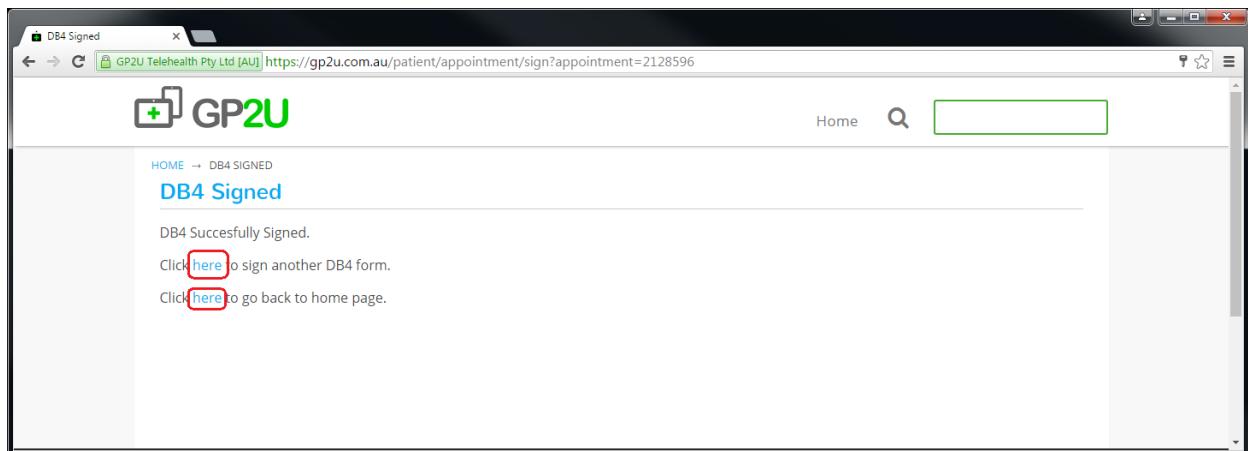 DB4 Signed
GP2U Telehealth Pty Ltd [AU] https://gp2u.com.au/patient/appointment/sign?appointment=2128596
GP2U
Home
HOME → DB4 SIGNED
DB4 Signed
DB4 Succesfully Signed.
Click here to sign another DB4 form.
Click here to go back to home page.